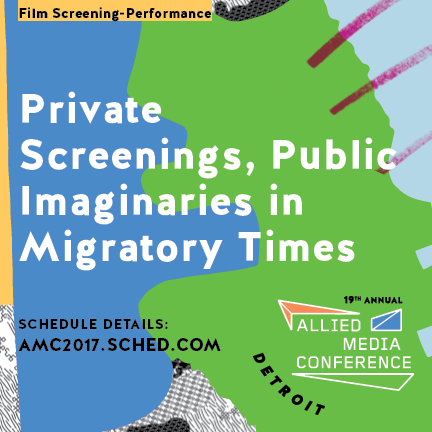 Film Screening-Performance
Private
Screenings, Public
Imaginaries in
Migratory Times
SCHEDULE DETAILS:
AMC2017.SCHED.COM
19TH ANNUAL
ALLIED
MEDIA
CONFERENCE
DETROIT